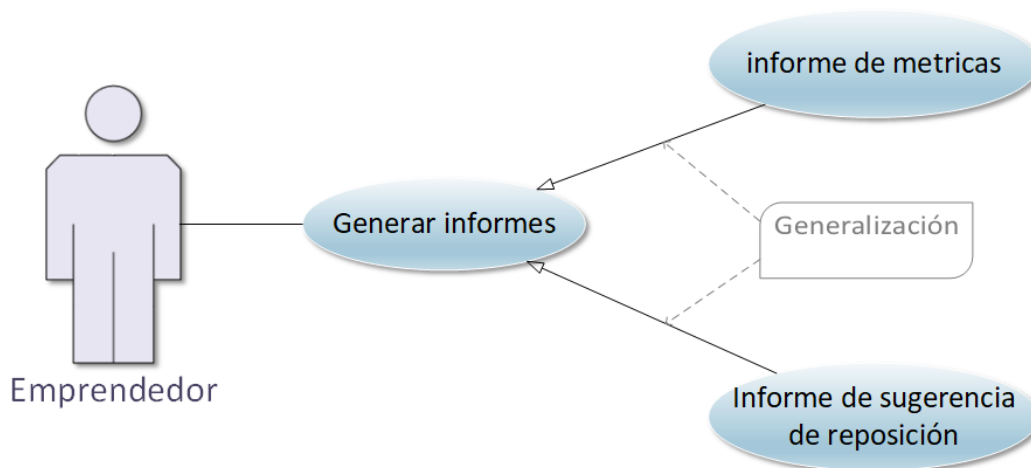 informe de metricas
Generar informes
Generalización
Emprendedor
Informe de sugerencia
de reposición